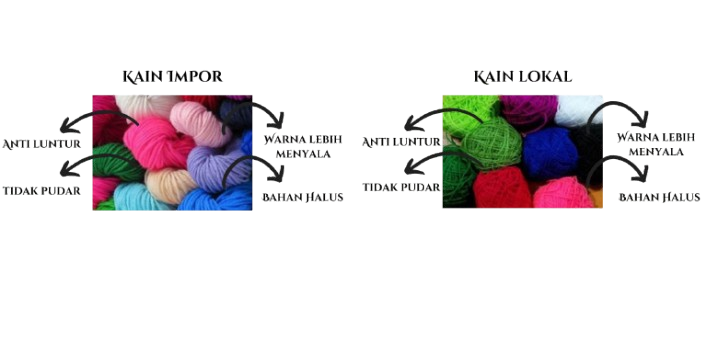 Kain Impor
Anti luntur
tidak pudar
Warna lebih
menyala
Bahan Halus
Kain lokal
Anti luntur
tidak pudar
Warna lebih
menyala
Bahan Halus